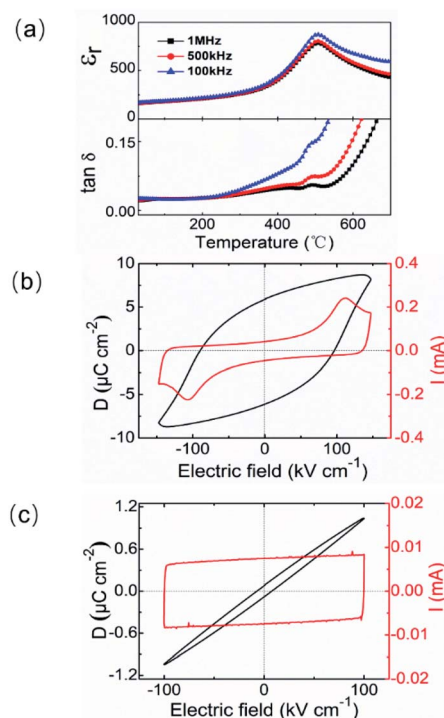 (a)
1000
500
0
εr
1MHz
500kHz
100kHz
0.15
0.00
tan δ
200
400
600
Temperature (℃)
(b)
10
5
0
-5
-10
D (μC cm-2)
0.4
0.2
0.0
-0.2
-0.4
I (mA)
-100
0
100
Electric field (kV cm-1)
(c)
1.2
0.6
0.0
-0.6
-1.2
D (μC cm-2)
0.02
0.01
0.00
-0.01
-0.02
I (mA)
-100
0
100
Electric field (kV cm-1)